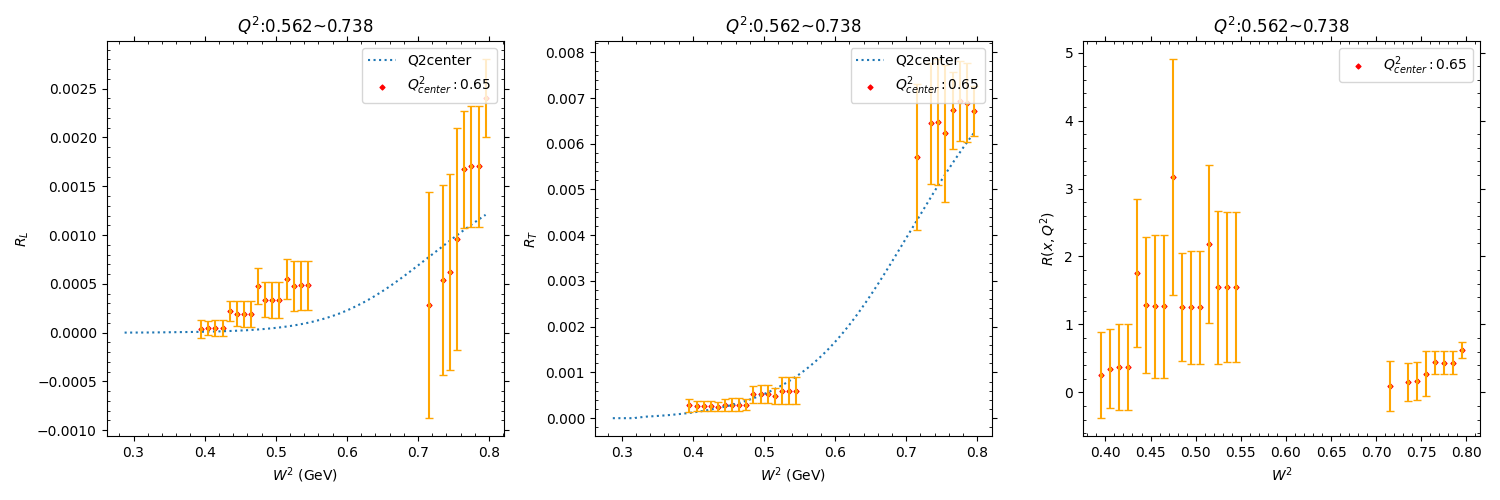 Q²:0.562~0.738
Q2center
Q²center : 0.65
0.0025
0.0020
0.0015
0.0010
0.0005
0.0000
−0.0005
−0.0010
R_L
0.3 0.4 0.5 0.6 0.7 0.8
W² (GeV)
Q²:0.562~0.738
Q2center
Q²center : 0.65
0.008
0.007
0.006
0.005
0.004
0.003
0.002
0.001
0.000
R_T
0.3 0.4 0.5 0.6 0.7 0.8
W² (GeV)
Q²:0.562~0.738
Q²center : 0.65
5
4
3
2
1
0
R(x, Q²)
0.40 0.45 0.50 0.55 0.60 0.65 0.70 0.75 0.80
W²